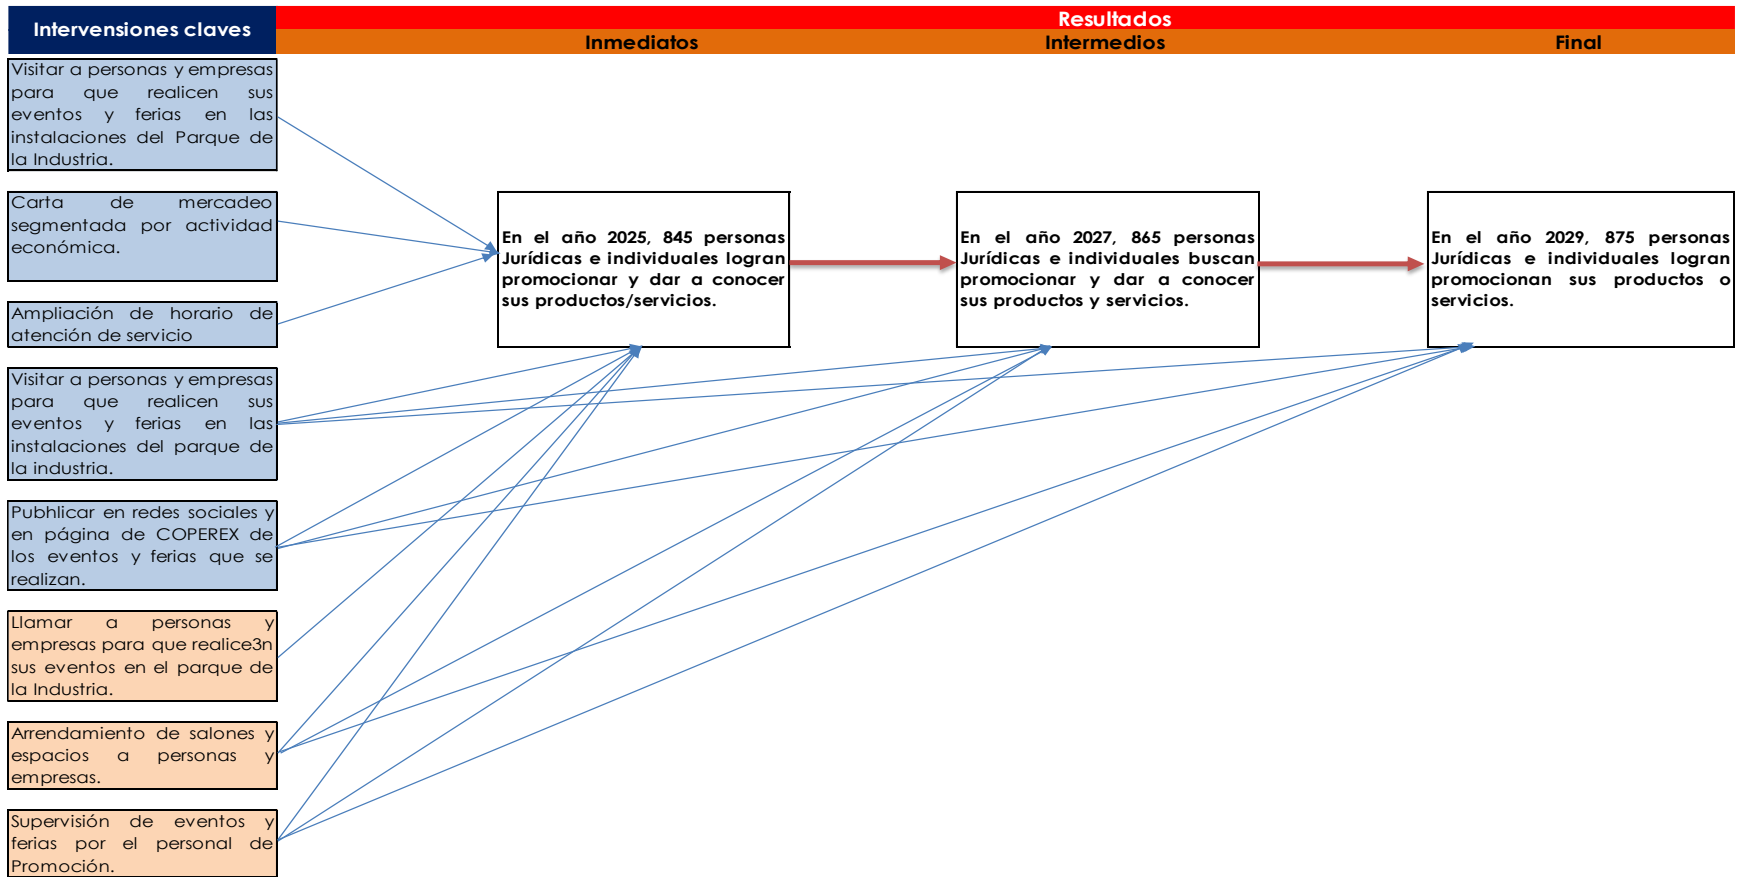 Intervensiones claves
Resultados
Inmediatos
Intermedios
Final
Visitar a personas y empresas
para que realicen sus
eventos y ferias en las
instalaciones del Parque de
la Industria.
Carta de mercadeo
segmentada por actividad
económica.
Ampliación de horario de
atención de servicio
Visitar a personas y empresas
para que realicen sus
eventos y ferias en las
instalaciones del parque de
la industria.
Pubhlicar en redes sociales y
en página de COPEREX de
los eventos y ferias que se
realizan.
Llamar a personas y
empresas para que realice3n
sus eventos en el parque de
la Industria.
Arrendamiento de salones y
espacios a personas y
empresas.
Supervisión de eventos y
ferias por el personal de
Promoción.
En el año 2025, 845 personas
Jurídicas e individuales logran
promocionar y dar a conocer
sus productos/servicios.
En el año 2027, 865 personas
Jurídicas e individuales buscan
promocionar y dar a conocer
sus productos y servicios.
En el año 2029, 875 personas
Jurídicas e individuales logran
promocionan sus productos o
servicios.